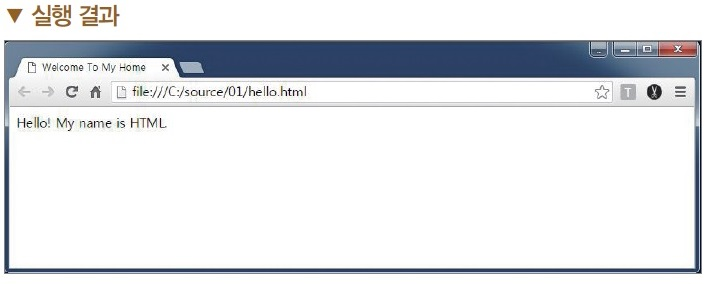 ▼ 실행 결과
Welcome To My Home
file:///C:/source/01/hello.html
T
Hello! My name is HTML